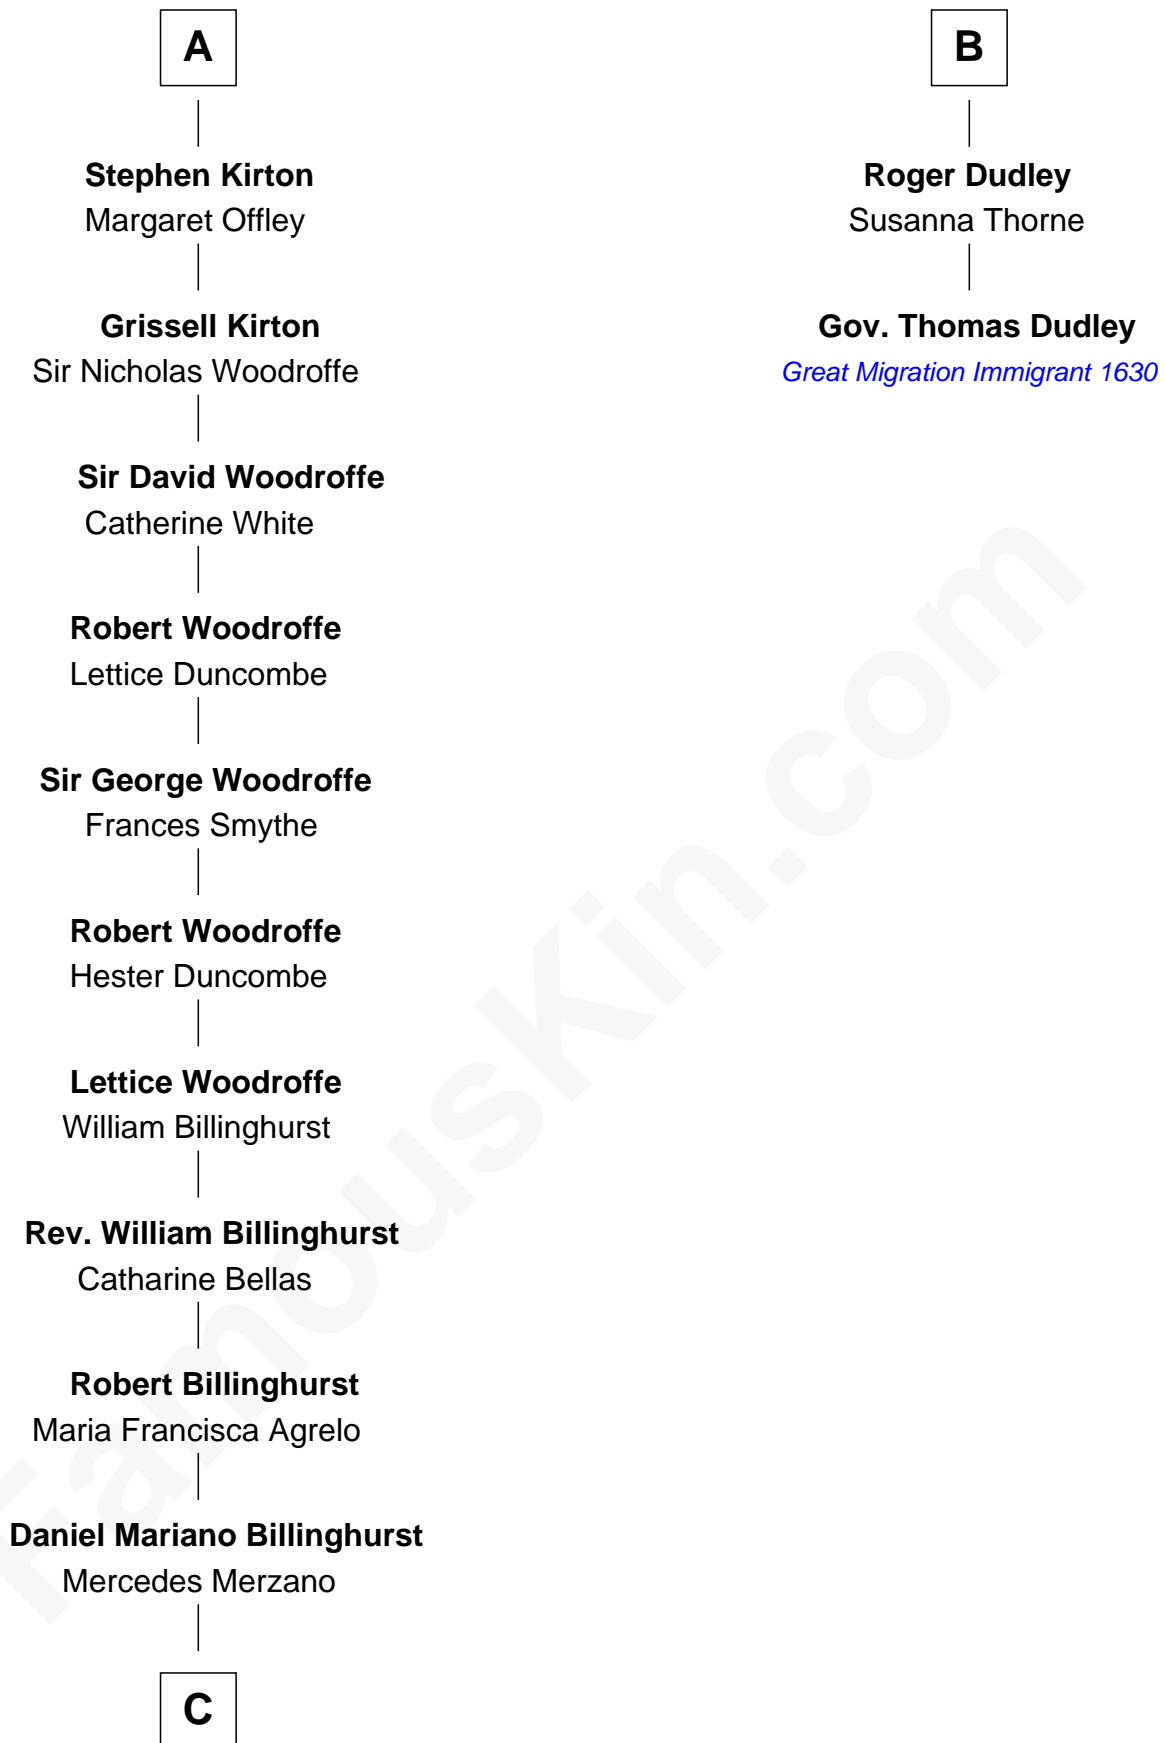 A
Stephen Kirton
Margaret Offley
Grissell Kirton
Sir Nicholas Woodroffe
Sir David Woodroffe
Catherine White
Robert Woodroffe
Lettice Duncombe
Sir George Woodroffe
Frances Smythe
Robert Woodroffe
Hester Duncombe
Lettice Woodroffe
William Billinghurst
Rev. William Billinghurst
Catharine Bellas
Robert Billinghurst
Maria Francisca Agrelo
Daniel Mariano Billinghurst
Mercedes Merzano
C
B
Roger Dudley
Susanna Thorne
Gov. Thomas Dudley
Great Migration Immigrant 1630
FamousKin.com